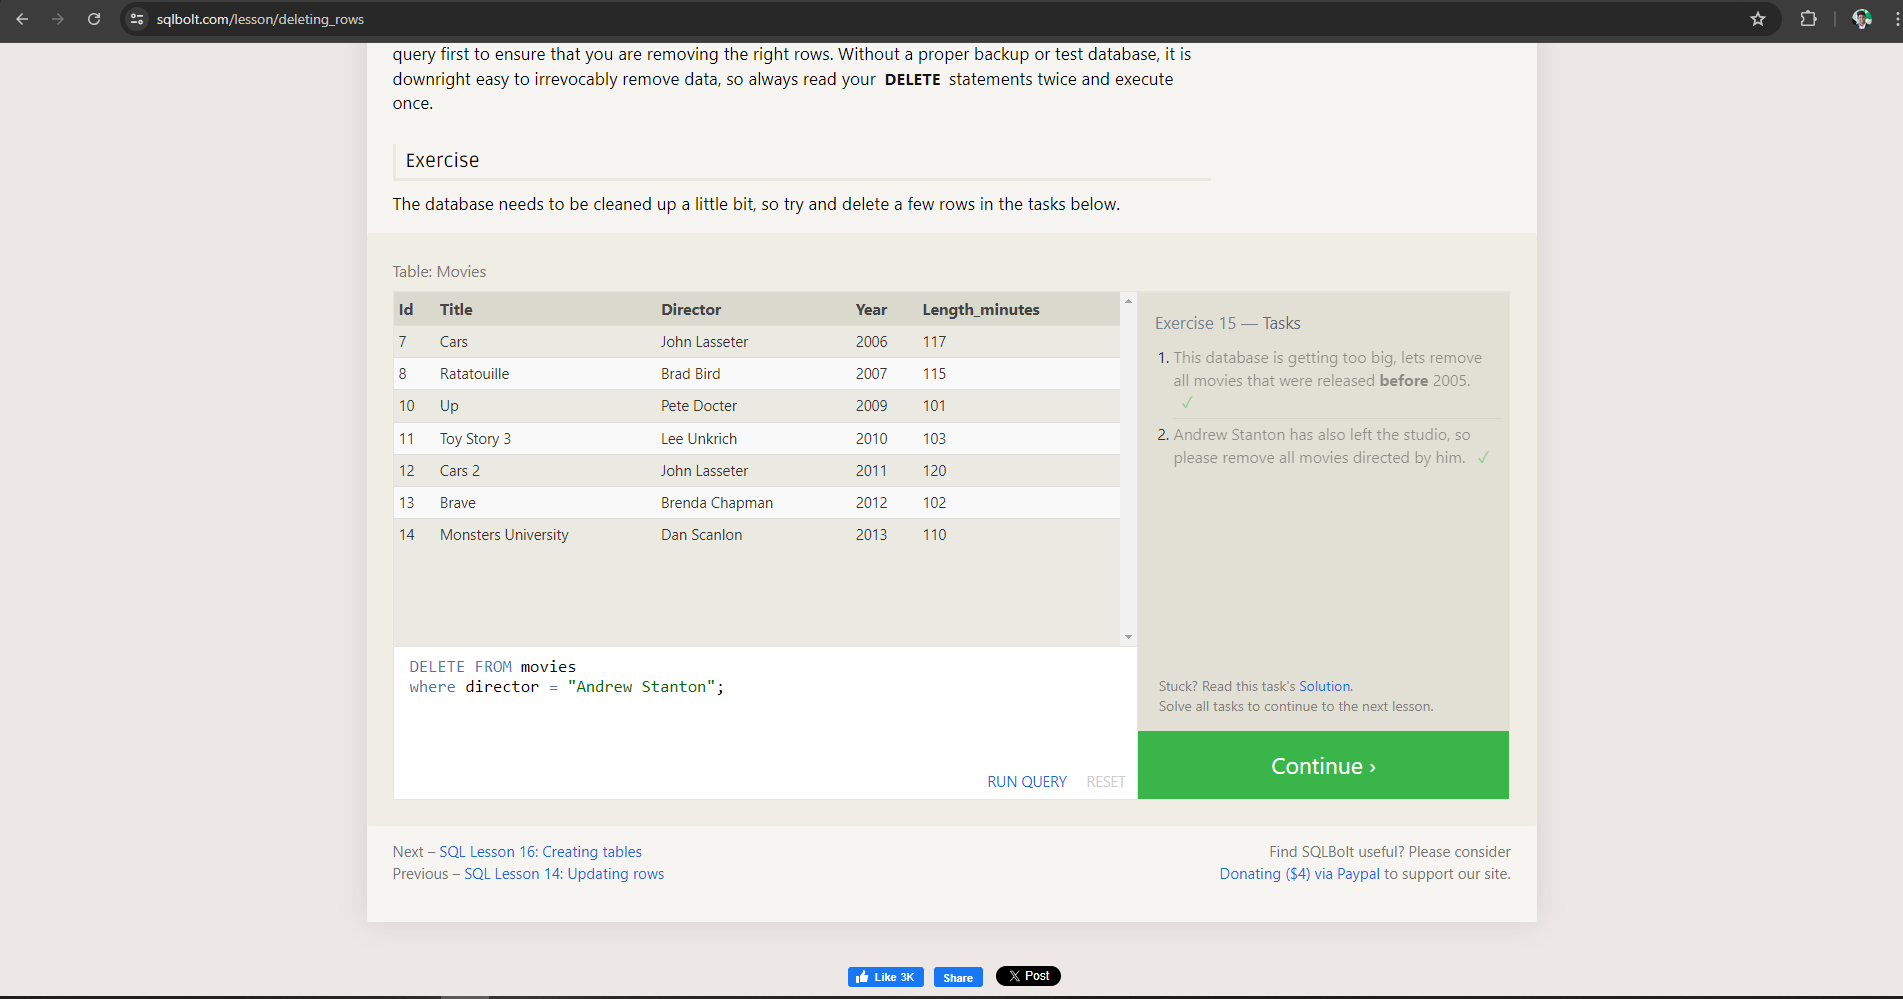 sqlbolt.com/lesson/deleting_rows
query first to ensure that you are removing the right rows. Without a proper backup or test database, it is
downright easy to irrevocably remove data, so always read your DELETE statements twice and execute
once.
Exercise
The database needs to be cleaned up a little bit, so try and delete a few rows in the tasks below.
Table: Movies
Id Title Director Year Length_minutes
7 Cars John Lasseter 2006 117
8 Ratatouille Brad Bird 2007 115
10 Up Pete Docter 2009 101
11 Toy Story 3 Lee Unkrich 2010 103
12 Cars 2 John Lasseter 2011 120
13 Brave Brenda Chapman 2012 102
14 Monsters University Dan Scanlon 2013 110
DELETE FROM movies
where director = "Andrew Stanton";
RUN QUERY RESET
Exercise 15 — Tasks
1. This database is getting too big, lets remove
all movies that were released before 2005.
✓
2. Andrew Stanton has also left the studio, so
please remove all movies directed by him. ✓
Stuck? Read this task's Solution.
Solve all tasks to continue to the next lesson.
Continue ›
Next – SQL Lesson 16: Creating tables
Previous – SQL Lesson 14: Updating rows
Find SQLBolt useful? Please consider
Donating ($4) via Paypal to support our site.
Like 3K Share X Post